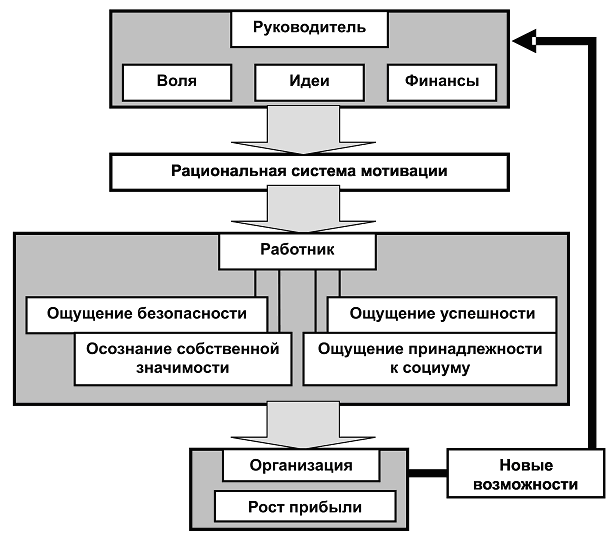 Руководитель
Воля
Идеи
Финансы
Рациональная система мотивации
Работник
Ощущение безопасности
Ощущение успешности
Осознание собственной
значимости
Ощущение принадлежности
к социуму
Организация
Рост прибыли
Новые
возможности